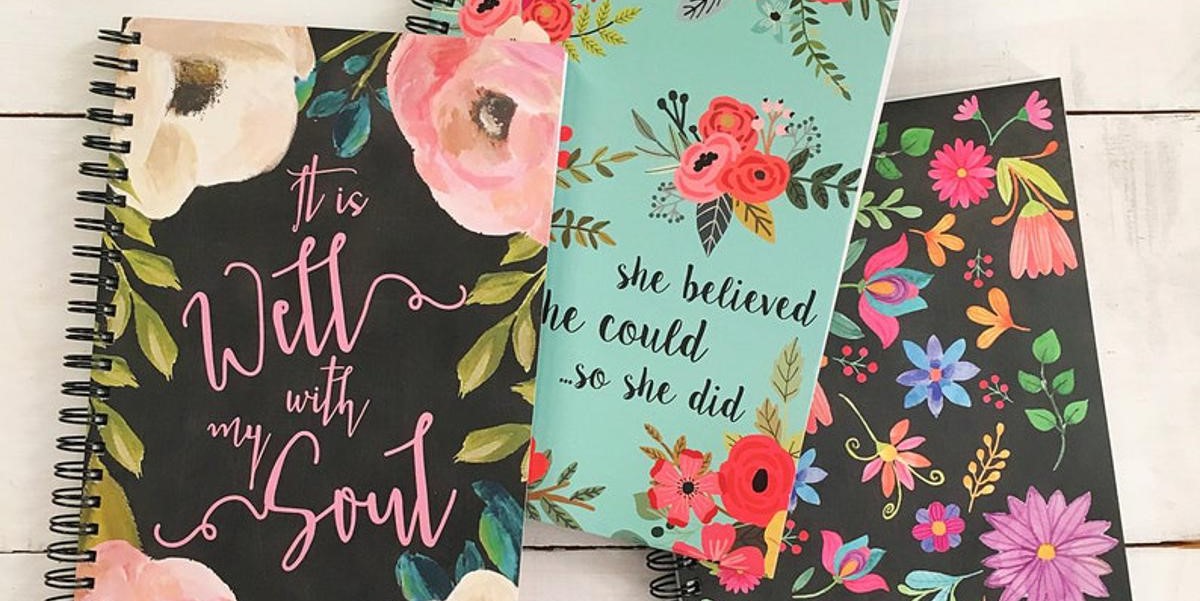 It is
Well
with
my
Soul
she believed
he could
...so she did